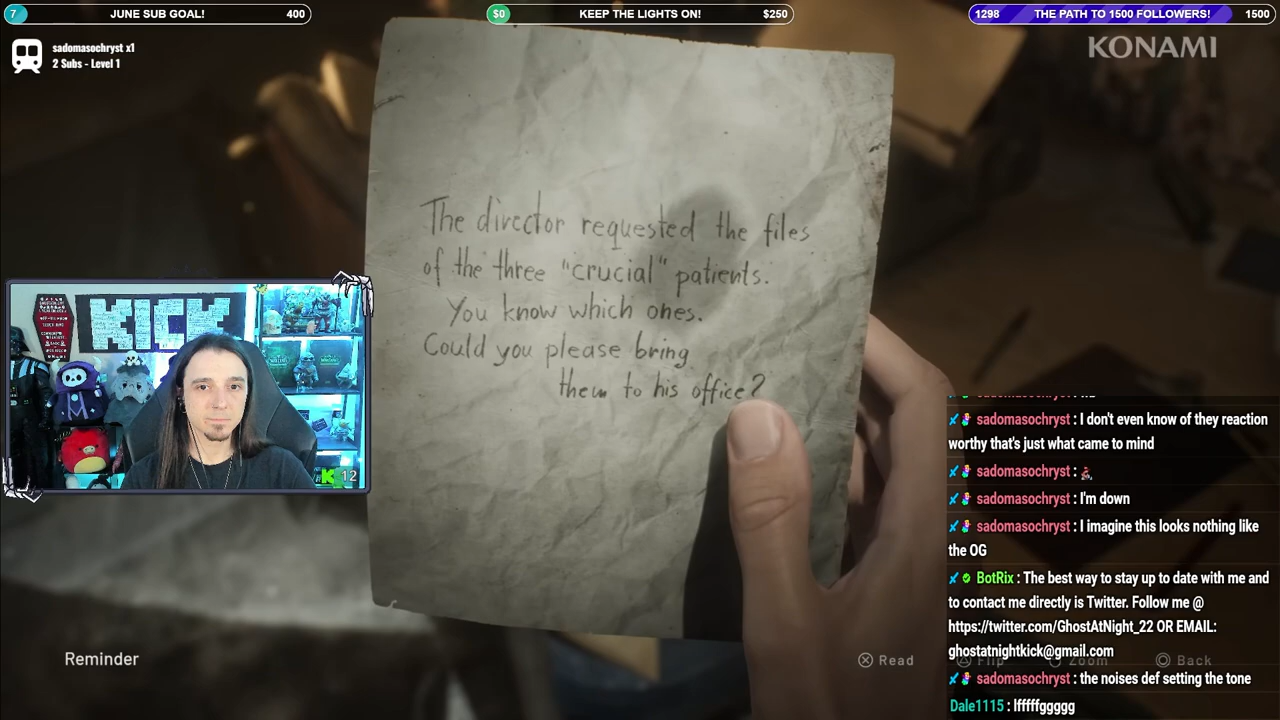 7 JUNE SUB GOAL! 400
$0 KEEP THE LIGHTS ON! $250
1298 THE PATH TO 1500 FOLLOWERS! 1500
sadomasochryst x1
2 Subs - Level 1
KONAMI
The director requested the files
of the three "crucial" patients.
You know which ones.
Could you please bring
them to his office?
KICK
K 12
sadomasochryst : I don't even know of they reaction
worthy that's just what came to mind
sadomasochryst :
sadomasochryst : I'm down
sadomasochryst : I imagine this looks nothing like
the OG
BotRix : The best way to stay up to date with me and
to contact me directly is Twitter. Follow me @
https://twitter.com/GhostAtNight_22 OR EMAIL:
ghostatnightkick@gmail.com
sadomasochryst : the noises def setting the tone
Dale1115 : lfffffggggg
Reminder
Read
Flip
Zoom
Back